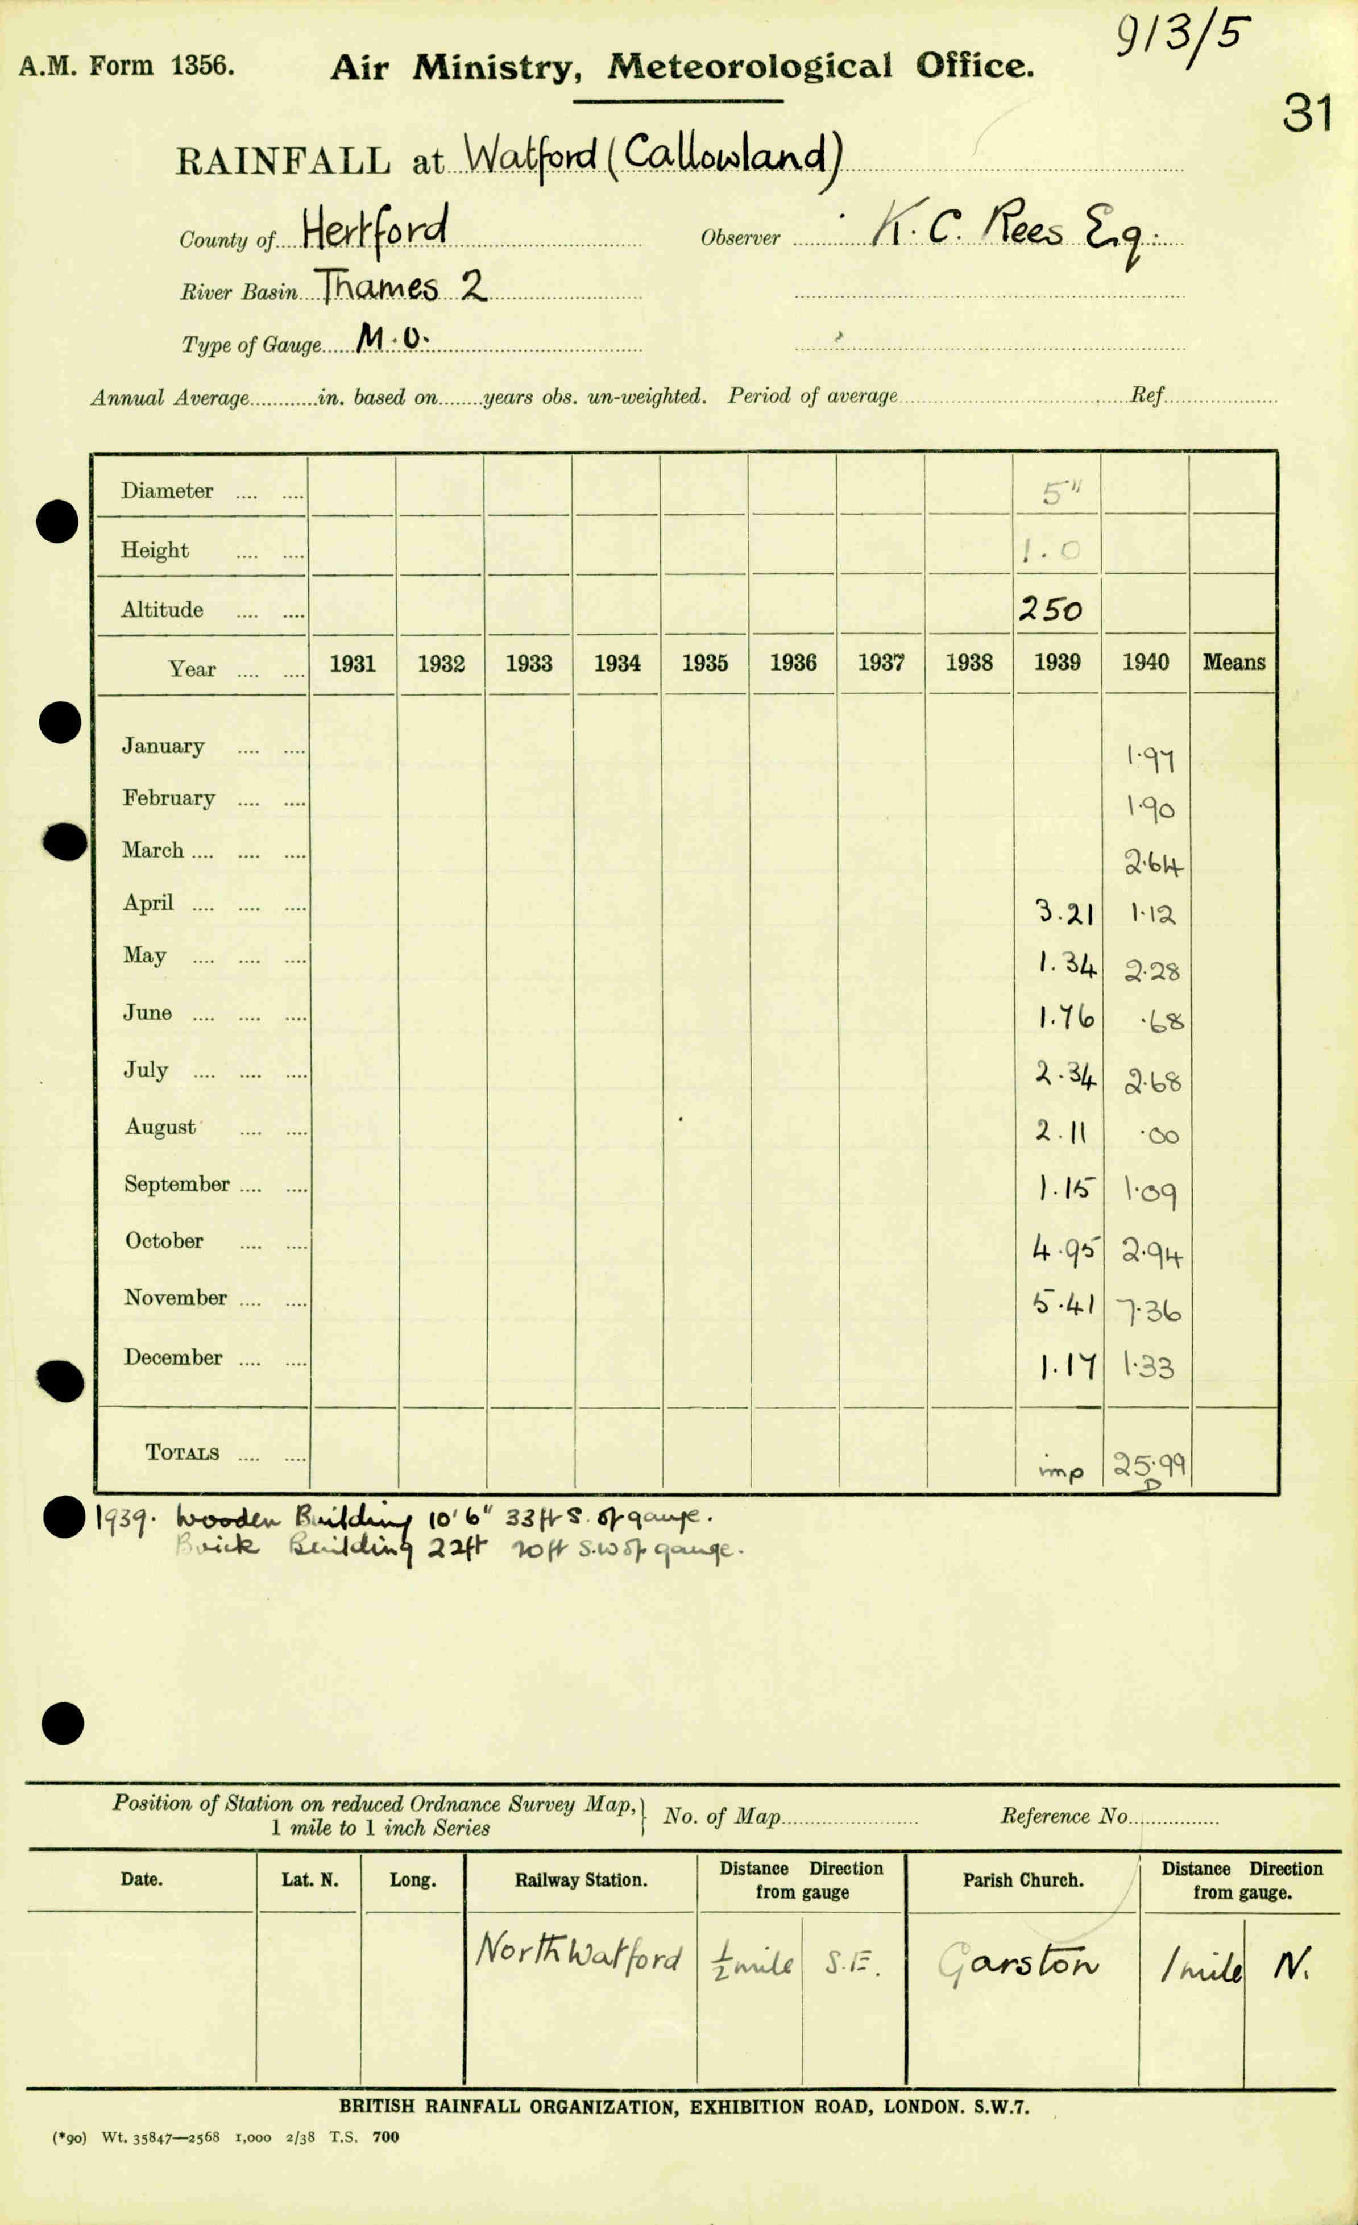 913/5
A.M. Form 1356. Air Ministry, Meteorological Office.
31
RAINFALL at Watford (Callowland)
County of Hertford Observer K. C. Rees Esq.
River Basin Thames 2
Type of Gauge M.O.
Annual Average in. based on years obs. un-weighted. Period of average Ref.
Diameter 5"
Height 1.0
Altitude 250
Year 1931 1932 1933 1934 1935 1936 1937 1938 1939 1940 Means
January 1.97
February 1.90
March 2.64
April 3.21 1.12
May 1.34 2.28
June 1.76 .68
July 2.34 2.68
August 2.11 .00
September 1.15 1.09
October 4.95 2.94
November 5.41 7.36
December 1.17 1.33
TOTALS imp 25.99
D
1939. Wooden Building 10'6" 33ft S. of gauge.
Brick Building 22ft 70ft S.W of gauge.
Position of Station on reduced Ordnance Survey Map, 1 mile to 1 inch Series } No. of Map Reference No.
Date. Lat. N. Long. Railway Station. Distance Direction from gauge Parish Church. Distance Direction from gauge.
North Watford ½ mile S.E. Garston 1 mile N.
BRITISH RAINFALL ORGANIZATION, EXHIBITION ROAD, LONDON. S.W.7.
(*90) Wt. 35847—2568 1,000 2/38 T.S. 700